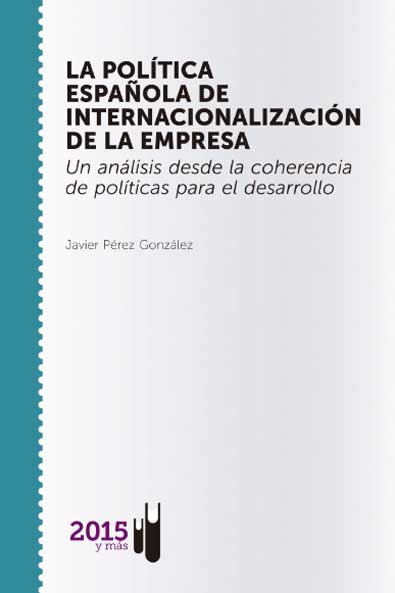 LA POLÍTICA
ESPAÑOLA DE
INTERNACIONALIZACIÓN
DE LA EMPRESA
Un análisis desde la coherencia
de políticas para el desarrollo
Javier Pérez González
2015
y más